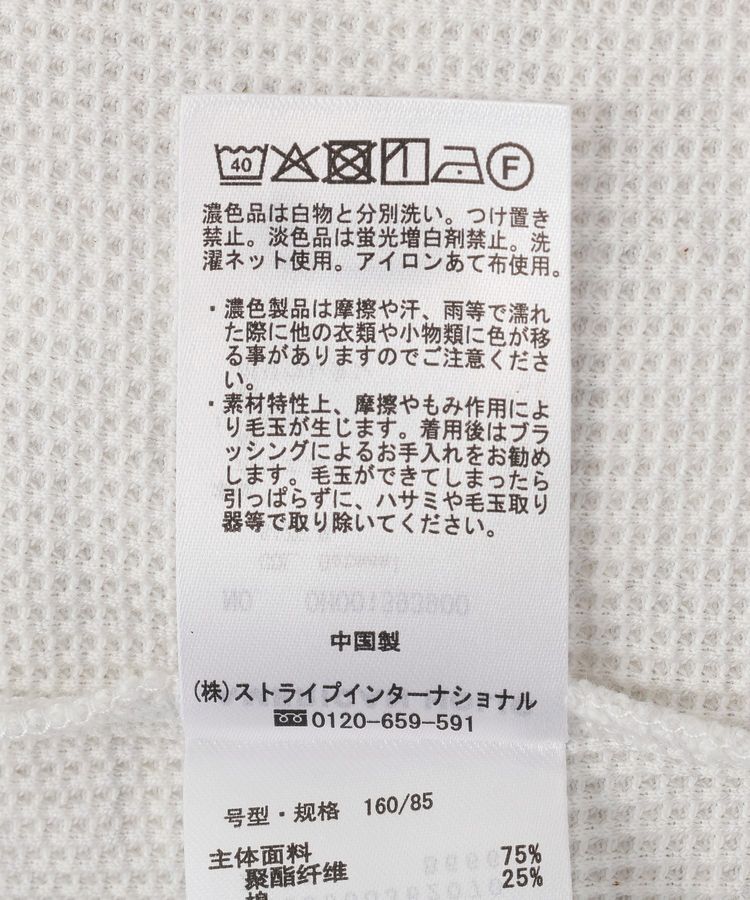 40
F
濃色品は白物と分別洗い。つけ置き
禁止。淡色品は蛍光増白剤禁止。洗
濯ネット使用。アイロンあて布使用。
・濃色製品は摩擦や汗、雨等で濡れ
た際に他の衣類や小物類に色が移
る事がありますのでご注意くださ
い。
・素材特性上、摩擦やもみ作用によ
り毛玉が生じます。着用後はブラ
ッシングによるお手入れをお勧め
します。毛玉ができてしまったら
引っぱらずに、ハサミや毛玉取り
器等で取り除いてください。
中国製
(株)ストライプインターナショナル
0120-659-591
号型・规格 160/85
主体面料 75%
聚酯纤维 25%
棉